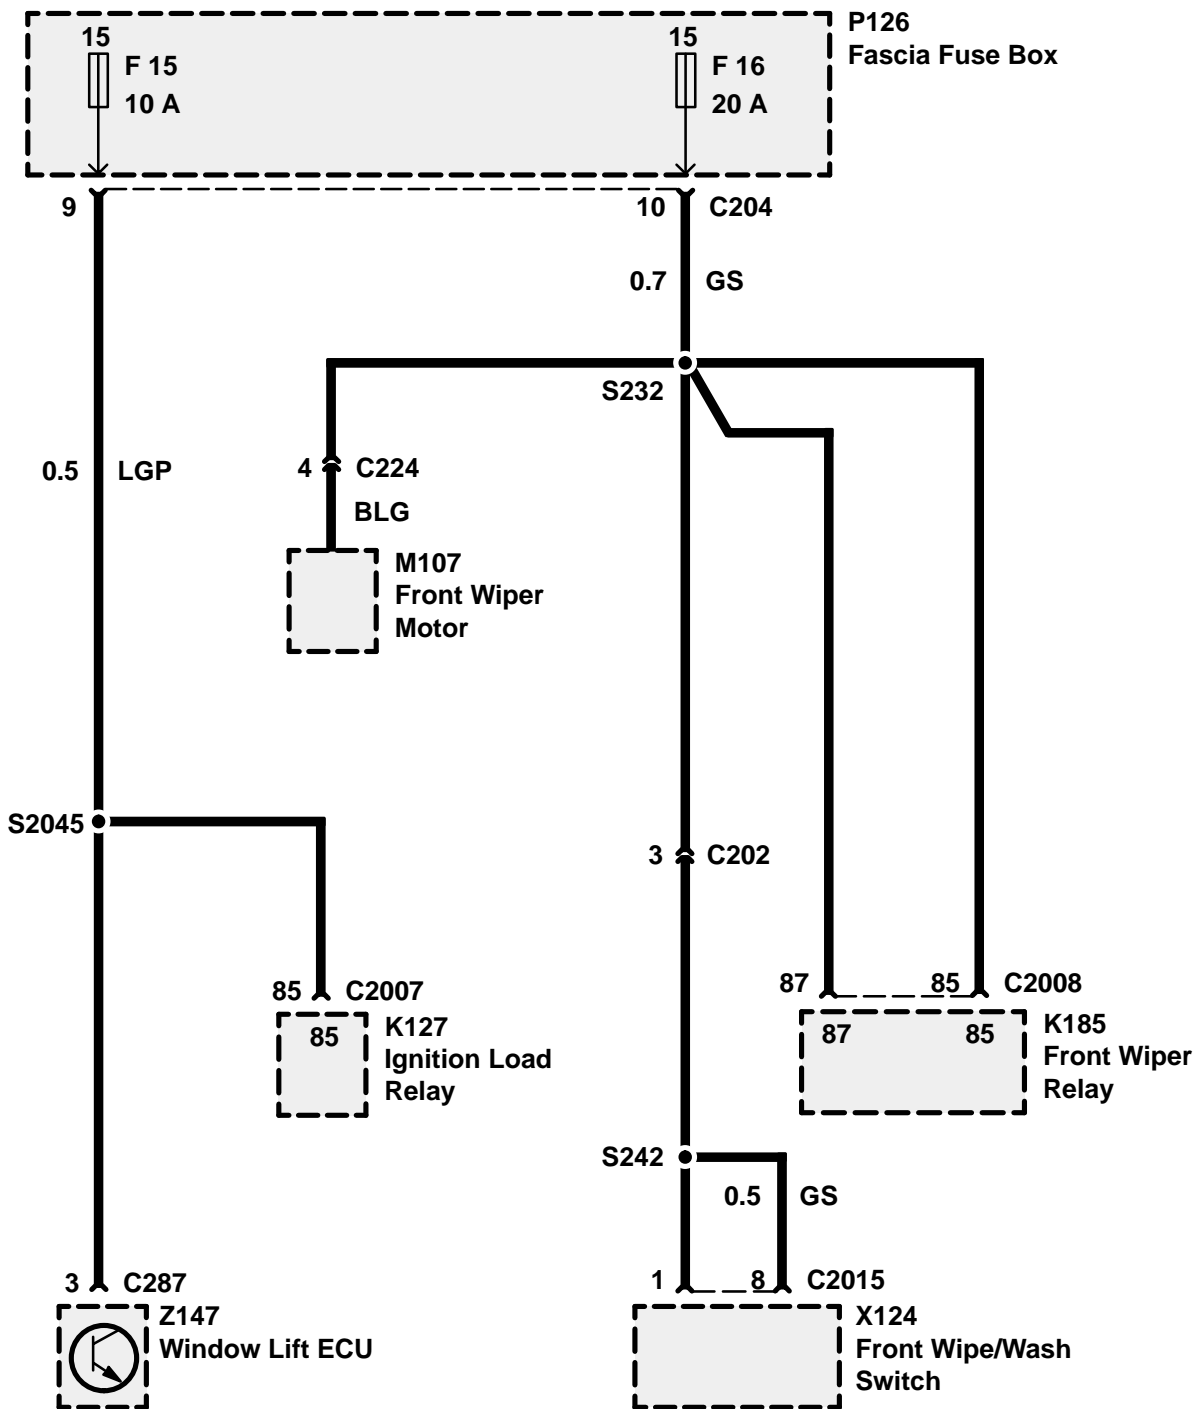 P126
Fascia Fuse Box
15
F 15
10 A
15
F 16
20 A
9
10
C204
0.7
GS
S232
0.5
LGP
4
C224
BLG
M107
Front Wiper
Motor
S2045
3
C202
85
C2007
85
K127
Ignition Load
Relay
87
85
C2008
87
85
K185
Front Wiper
Relay
S242
0.5
GS
3
C287
Z147
Window Lift ECU
1
8
C2015
X124
Front Wipe/Wash
Switch